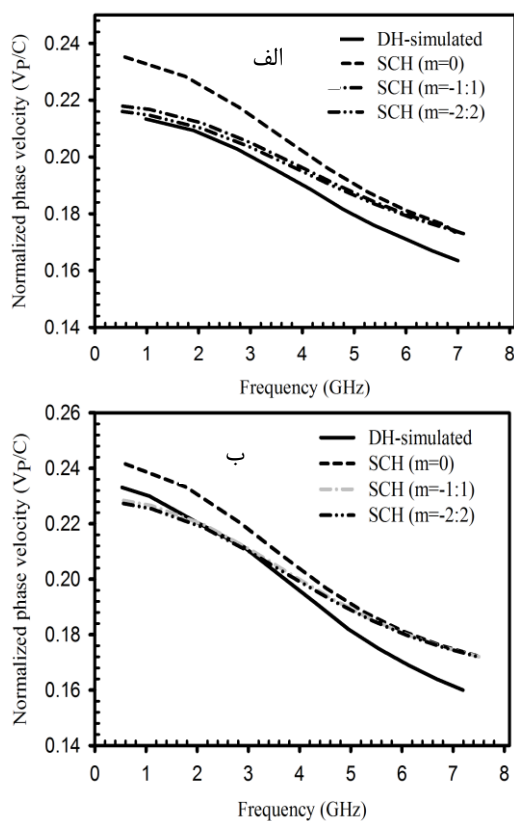 0.24
0.22
0.20
0.18
0.16
0.14
Normalized phase velocity (Vp/C)
الف
DH-simulated
SCH (m=0)
SCH (m=-1:1)
SCH (m=-2:2)
0 1 2 3 4 5 6 7 8
Frequency (GHz)
0.26
0.24
0.22
0.20
0.18
0.16
0.14
Normalized phase velocity (Vp/C)
ب
DH-simulated
SCH (m=0)
SCH (m=-1:1)
SCH (m=-2:2)
0 1 2 3 4 5 6 7 8
Frequency (GHz)